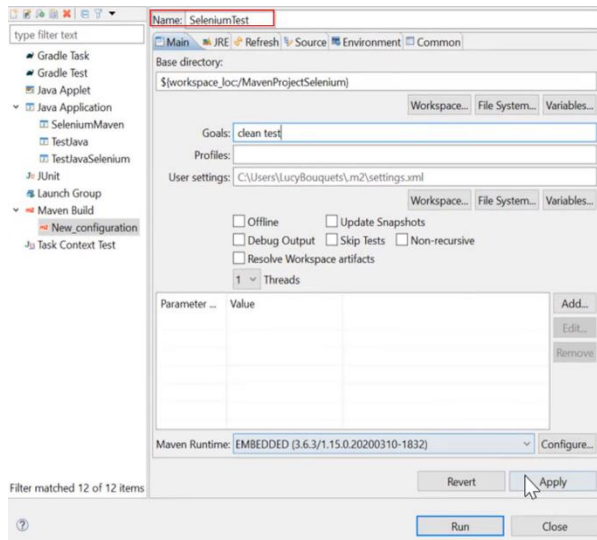 Name: SeleniumTest
type filter text
Gradle Task
Gradle Test
Java Applet
Java Application
SeleniumMaven
TestJava
TestJavaSelenium
JUnit
Launch Group
Maven Build
New_configuration
Task Context Test
Filter matched 12 of 12 items
Main JRE Refresh Source Environment Common
Base directory:
${workspace_loc:/MavenProjectSelenium}
Workspace... File System... Variables...
Goals: clean test
Profiles:
User settings: C:\Users\LucyBouquets\.m2\settings.xml
Workspace... File System... Variables...
Offline Update Snapshots
Debug Output Skip Tests Non-recursive
Resolve Workspace artifacts
1 Threads
Parameter ... Value
Add...
Edit...
Remove
Maven Runtime: EMBEDDED (3.6.3/1.15.0.20200310-1832) Configure...
Revert Apply
Run Close